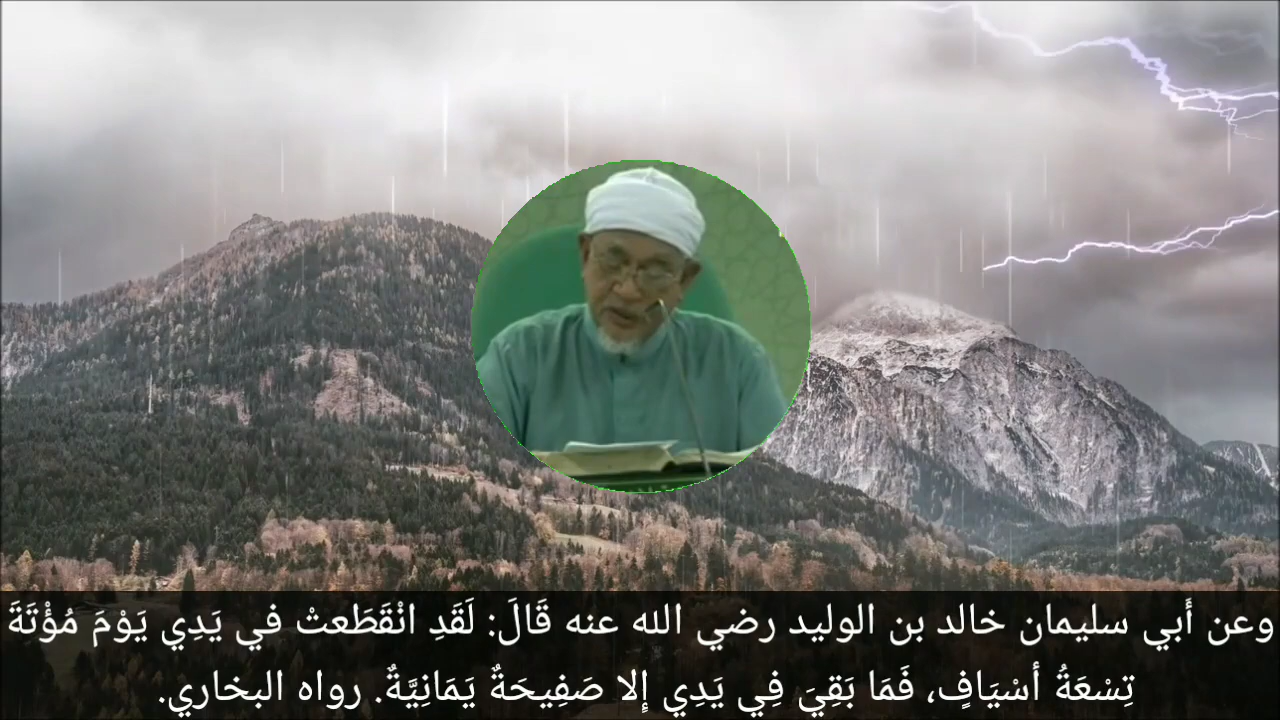 وعن أَبي سليمان خالد بن الوليد رضي الله عنه قَالَ: لَقَدِ انْقَطَعتْ في يَدِي يَوْمَ مُؤْتَةَ
تِسْعَةُ أسْيَافٍ، فَمَا بَقِيَ فِي يَدِي إِلا صَفِيحَةٌ يَمَانِيَّةٌ. رواه البخاري.